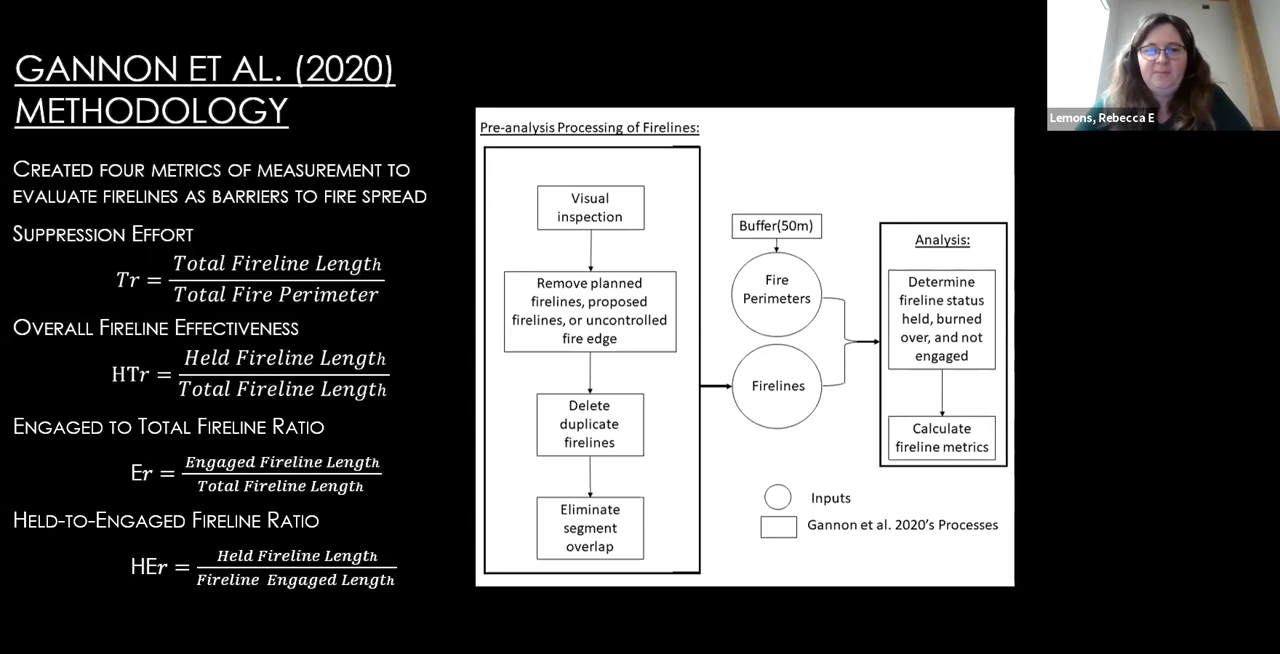 GANNON ET AL. (2020)
METHODOLOGY
CREATED FOUR METRICS OF MEASUREMENT TO
EVALUATE FIRELINES AS BARRIERS TO FIRE SPREAD
SUPPRESSION EFFORT
Tr = Total Fireline Length / Total Fire Perimeter
OVERALL FIRELINE EFFECTIVENESS
HTr = Held Fireline Length / Total Fireline Length
ENGAGED TO TOTAL FIRELINE RATIO
Er = Engaged Fireline Length / Total Fireline Length
HELD-TO-ENGAGED FIRELINE RATIO
HEr = Held Fireline Length / Fireline Engaged Length
Pre-analysis Processing of Firelines:
Visual
inspection
Remove planned
firelines, proposed
firelines, or uncontrolled
fire edge
Delete
duplicate
firelines
Eliminate
segment
overlap
Buffer(50m)
Fire
Perimeters
Firelines
Analysis:
Determine
fireline status
held, burned
over, and not
engaged
Calculate
fireline metrics
Inputs
Gannon et al. 2020's Processes
Lemons, Rebecca E